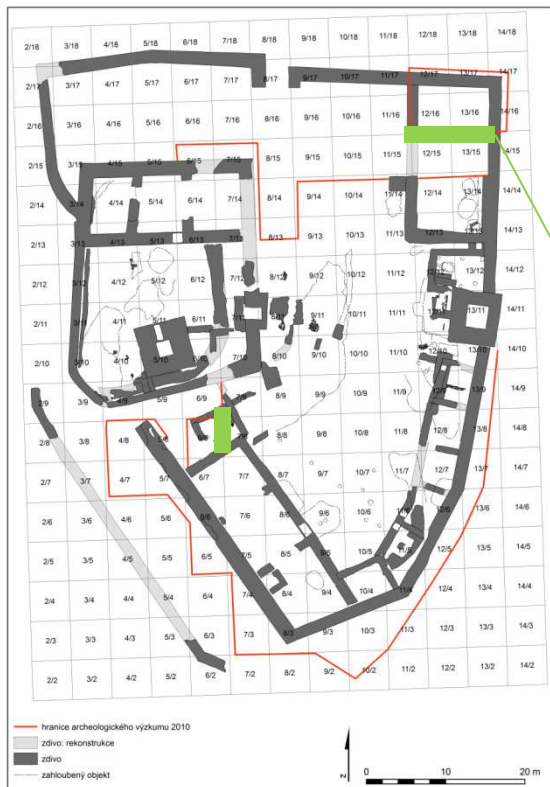 2/18 3/18 4/18 5/18 6/18 7/18 8/18 9/18 10/18 11/18 12/18 13/18 14/18
2/17 3/17 4/17 5/17 6/17 7/17 8/17 9/17 10/17 11/17 12/17 13/17 14/17
2/16 3/16 4/16 5/16 6/16 7/16 8/16 9/16 10/16 11/16 12/16 13/16 14/16
2/15 3/15 4/15 5/15 6/15 7/15 8/15 9/15 10/15 11/15 12/15 13/15 14/15
2/14 3/14 4/14 5/14 6/14 7/14 8/14 9/14 10/14 11/14 12/14 13/14 14/14
2/13 3/13 4/13 5/13 6/13 7/13 8/13 9/13 10/13 11/13 12/13 13/13 14/13
2/12 3/12 4/12 5/12 6/12 7/12 8/12 9/12 10/12 11/12 12/12 13/12 14/12
2/11 3/11 4/11 5/11 6/11 7/11 8/11 9/11 10/11 11/11 12/11 13/11 14/11
2/10 3/10 4/10 5/10 6/10 7/10 8/10 9/10 10/10 11/10 12/10 13/10 14/10
2/9 3/9 4/9 5/9 6/9 7/9 8/9 9/9 10/9 11/9 12/9 13/9 14/9
2/8 3/8 4/8 5/8 6/8 7/8 8/8 9/8 10/8 11/8 12/8 13/8 14/8
2/7 3/7 4/7 5/7 6/7 7/7 8/7 9/7 10/7 11/7 12/7 13/7 14/7
2/6 3/6 4/6 5/6 6/6 7/6 8/6 9/6 10/6 11/6 12/6 13/6 14/6
2/5 3/5 4/5 5/5 6/5 7/5 8/5 9/5 10/5 11/5 12/5 13/5 14/5
2/4 3/4 4/4 5/4 6/4 7/4 8/4 9/4 10/4 11/4 12/4 13/4 14/4
2/3 3/3 4/3 5/3 6/3 7/3 8/3 9/3 10/3 11/3 12/3 13/3 14/3
2/2 3/2 4/2 5/2 6/2 7/2 8/2 9/2 10/2 11/2 12/2 13/2 14/2
hranice archeologického výzkumu 2010
zdivo: rekonstrukce
zdivo
zahloubený objekt
z
0 10 20 m